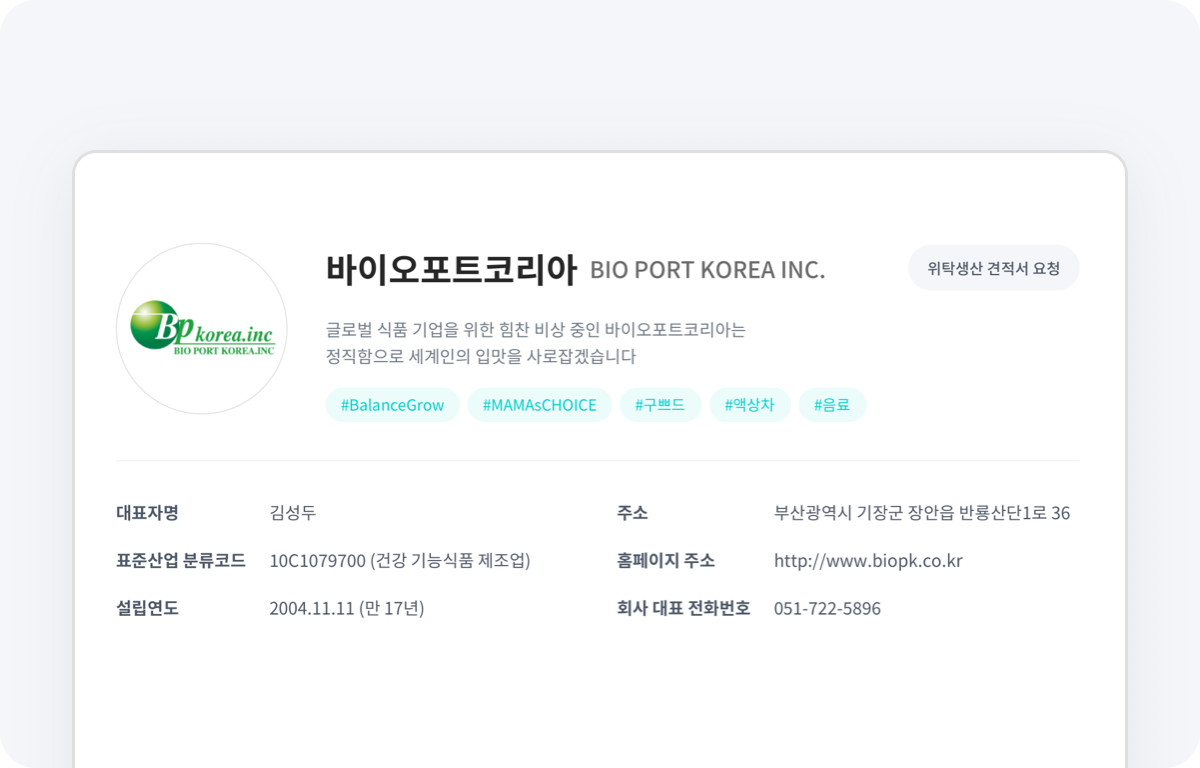 바이오포트코리아 BIO PORT KOREA INC.
위탁생산 견적서 요청
Bp korea.inc
BIO PORT KOREA.INC
글로벌 식품 기업을 위한 힘찬 비상 중인 바이오포트코리아는
정직함으로 세계인의 입맛을 사로잡겠습니다
#BalanceGrow #MAMAsCHOICE #구쁘드 #액상차 #음료
대표자명 김성두
주소 부산광역시 기장군 장안읍 반룡산단1로 36
표준산업 분류코드 10C1079700 (건강 기능식품 제조업)
홈페이지 주소 http://www.biopk.co.kr
설립연도 2004.11.11 (만 17년)
회사 대표 전화번호 051-722-5896